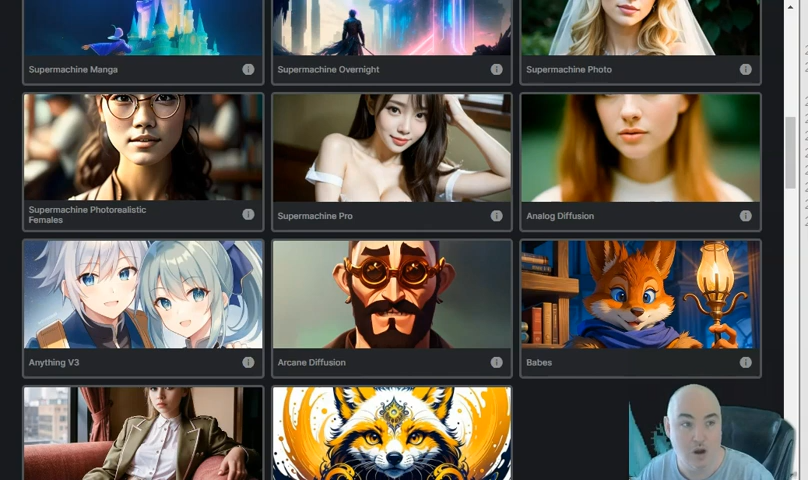 Supermachine Manga
Supermachine Overnight
Supermachine Photo
Supermachine Photorealistic
Females
Supermachine Pro
Analog Diffusion
Anything V3
Arcane Diffusion
Babes